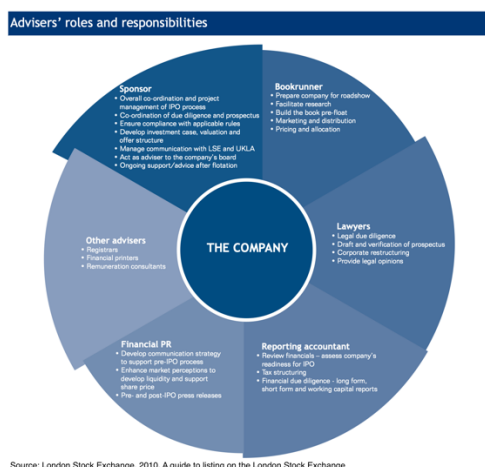 Advisers' roles and responsibilities
Sponsor
• Overall co-ordination and project
management of IPO process
• Co-ordination of due diligence and prospectus
• Ensure compliance with applicable rules
• Develop investment case, valuation and
offer structure
• Manage communication with LSE and UKLA
• Act as adviser to the company's board
• Ongoing support/advice after flotation
Bookrunner
• Prepare company for roadshow
• Facilitate research
• Build the book pre-float
• Marketing and distribution
• Pricing and allocation
Lawyers
• Legal due diligence
• Draft and verification of prospectus
• Corporate restructuring
• Provide legal opinions
Reporting accountant
• Review financials – assess company's
readiness for IPO
• Tax structuring
• Financial due diligence - long form,
short form and working capital reports
Financial PR
• Develop communication strategy
to support pre-IPO process
• Enhance market perceptions to
develop liquidity and support
share price
• Pre- and post-IPO press releases
Other advisers
• Registrars
• Financial printers
• Remuneration consultants
THE COMPANY
Source: London Stock Exchange, 2010. A guide to listing on the London Stock Exchange